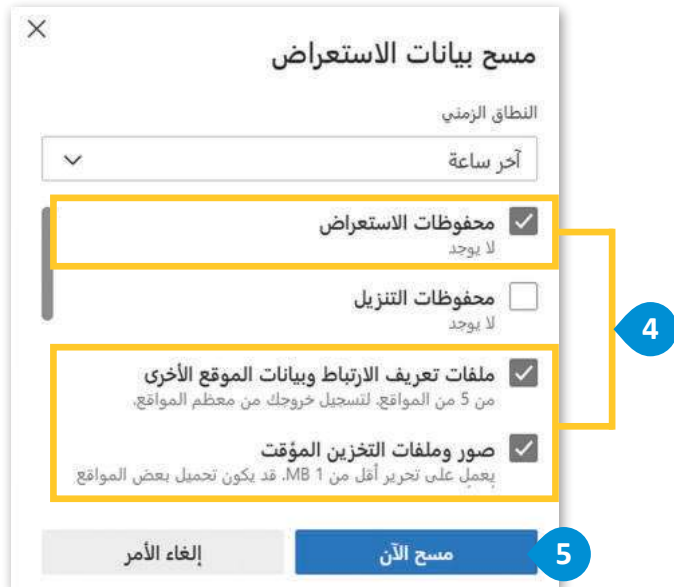 مسح بيانات الاستعراض
النطاق الزمني
آخر ساعة
محفوظات الاستعراض
لا يوجد
محفوظات التنزيل
لا يوجد
4
ملفات تعريف الارتباط وبيانات الموقع الأخرى
من 5 من المواقع. لتسجيل خروجك من معظم المواقع.
صور وملفات التخزين المؤقت
يعمل على تحرير أقل من 1 MB. قد يكون تحميل بعض المواقع
مسح الآن
5
إلغاء الأمر